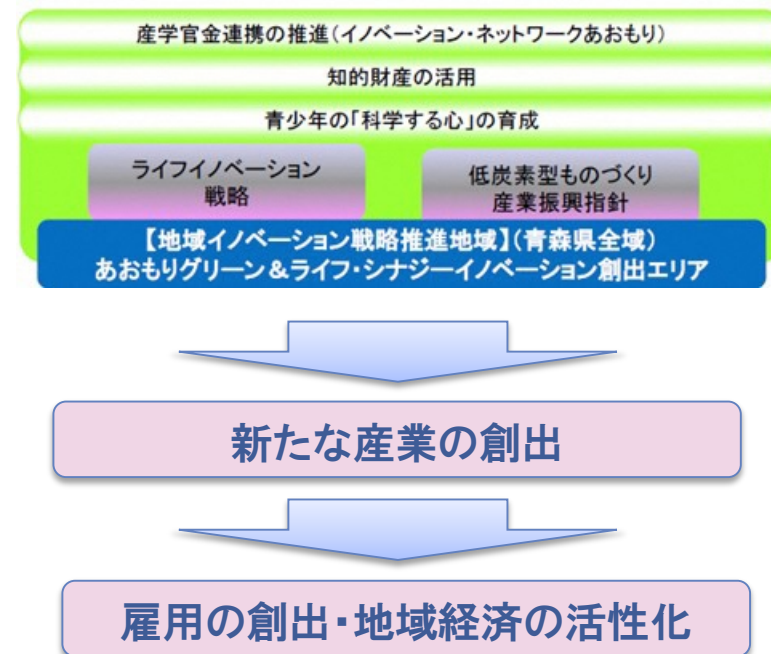 産学官金連携の推進(イノベーション・ネットワークあおもり)
知的財産の活用
青少年の「科学する心」の育成
ライフイノベーション
戦略
低炭素型ものづくり
産業振興指針
【地域イノベーション戦略推進地域】(青森県全域)
あおもりグリーン&ライフ・シナジーイノベーション創出エリア
新たな産業の創出
雇用の創出・地域経済の活性化